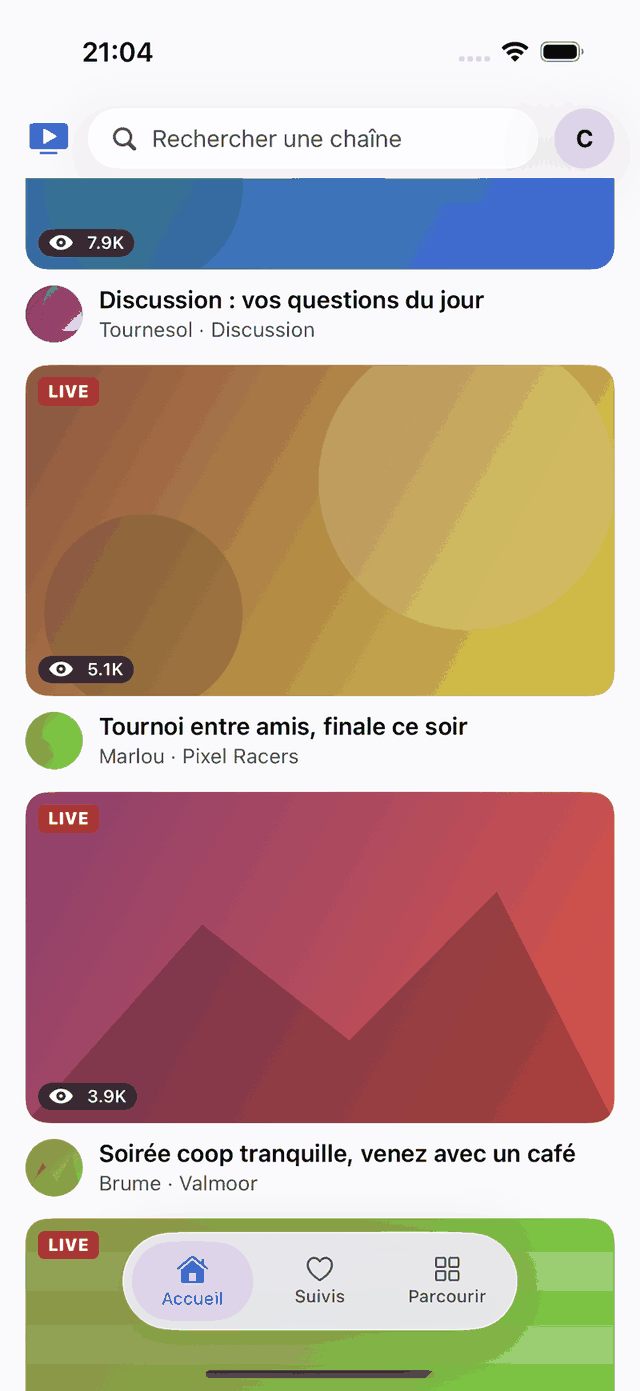 21:04
Rechercher une chaîne
C
7.9K
Discussion : vos questions du jour
Tournesol · Discussion
LIVE
5.1K
Tournoi entre amis, finale ce soir
Marlou · Pixel Racers
LIVE
3.9K
Soirée coop tranquille, venez avec un café
Brume · Valmoor
LIVE
Accueil
Suivis
Parcourir